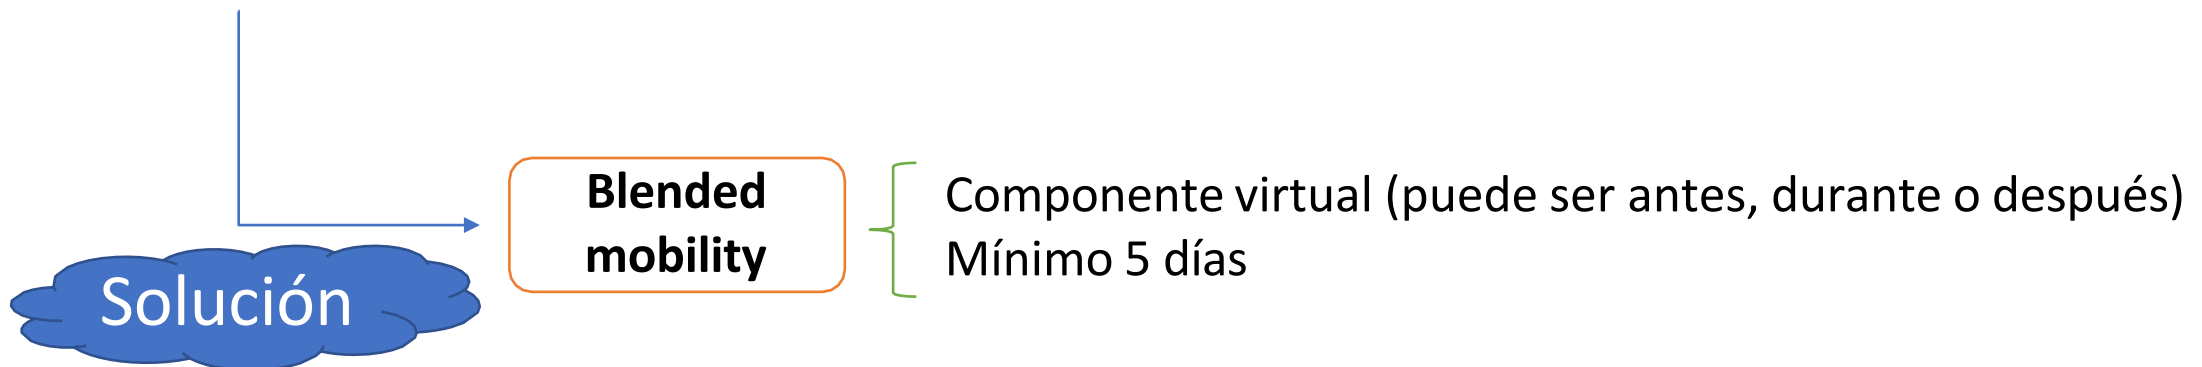 Blended
mobility
Componente virtual (puede ser antes, durante o después)
Mínimo 5 días
Solución